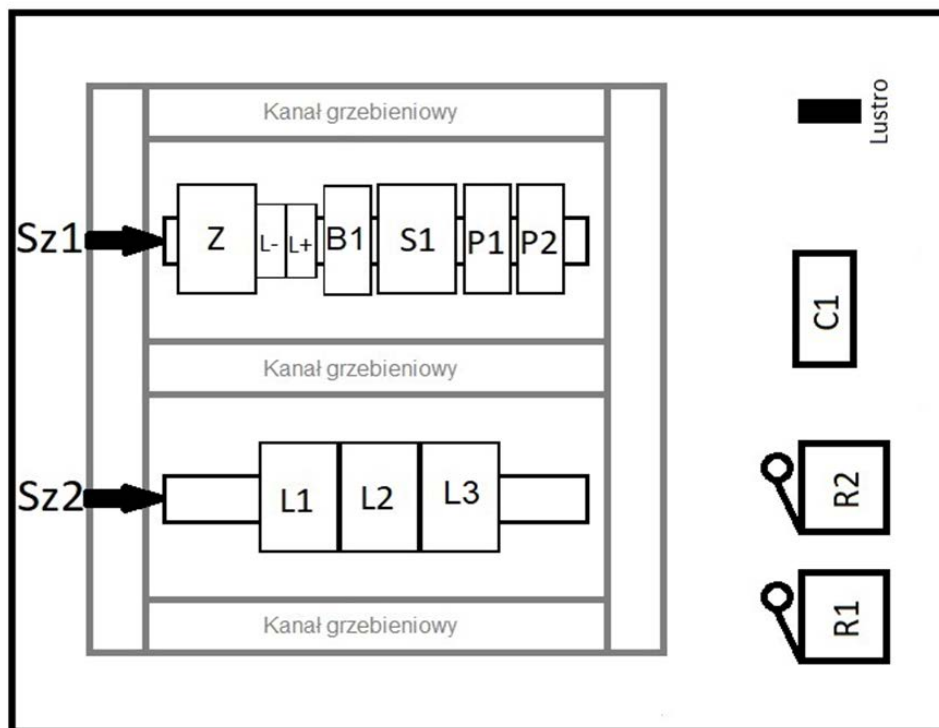 Kanał grzebieniowy
Lustro
Sz1
Z
L-
L+
B1
S1
P1
P2
C1
Kanał grzebieniowy
Sz2
L1
L2
L3
R2
Kanał grzebieniowy
R1